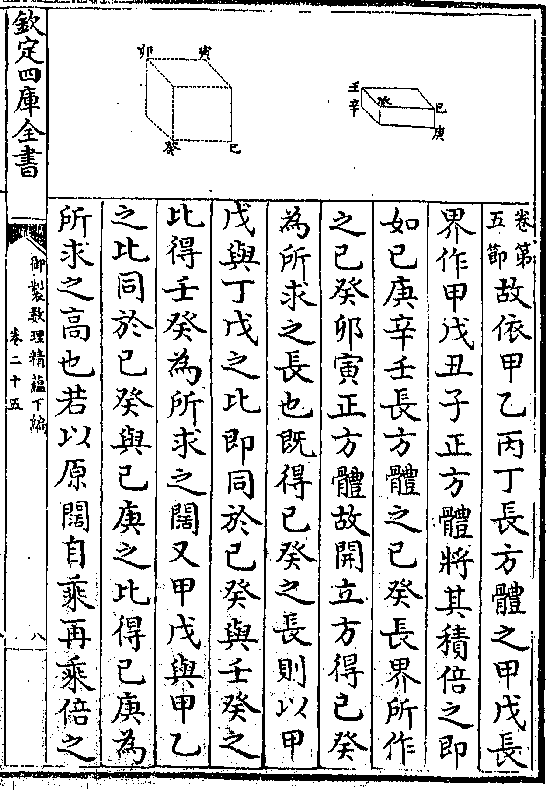 壬
辛
癸
己
庚
卯
寅
癸
己
卷第
五節
故依甲乙丙丁長方體之甲戊長
界作甲戊丑子正方體將其積倍之即
如己庚辛壬長方體之己癸長界所作
之己癸卯寅正方體故開立方得己癸
為所求之長也既得己癸之長則以甲
戊與丁戊之比即同於己癸與壬癸之
比得壬癸為所求之闊又甲戊與甲乙
之比同於己癸與己庚之比得己庚為
所求之高也若以原闊自乘再乘倍之
欽定四庫全書
御製數理精蘊下編
卷二十五
八